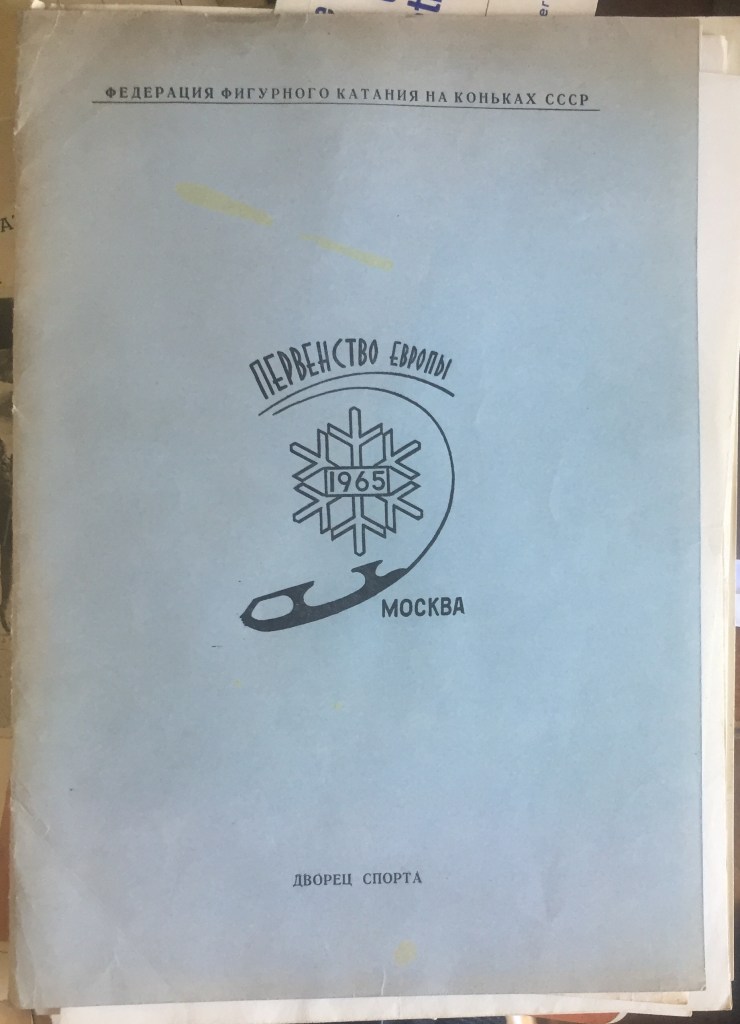 ФЕДЕРАЦИЯ ФИГУРНОГО КАТАНИЯ НА КОНЬКАХ СССР
ПЕРВЕНСТВО ЕВРОПЫ
1965
МОСКВА
ДВОРЕЦ СПОРТА